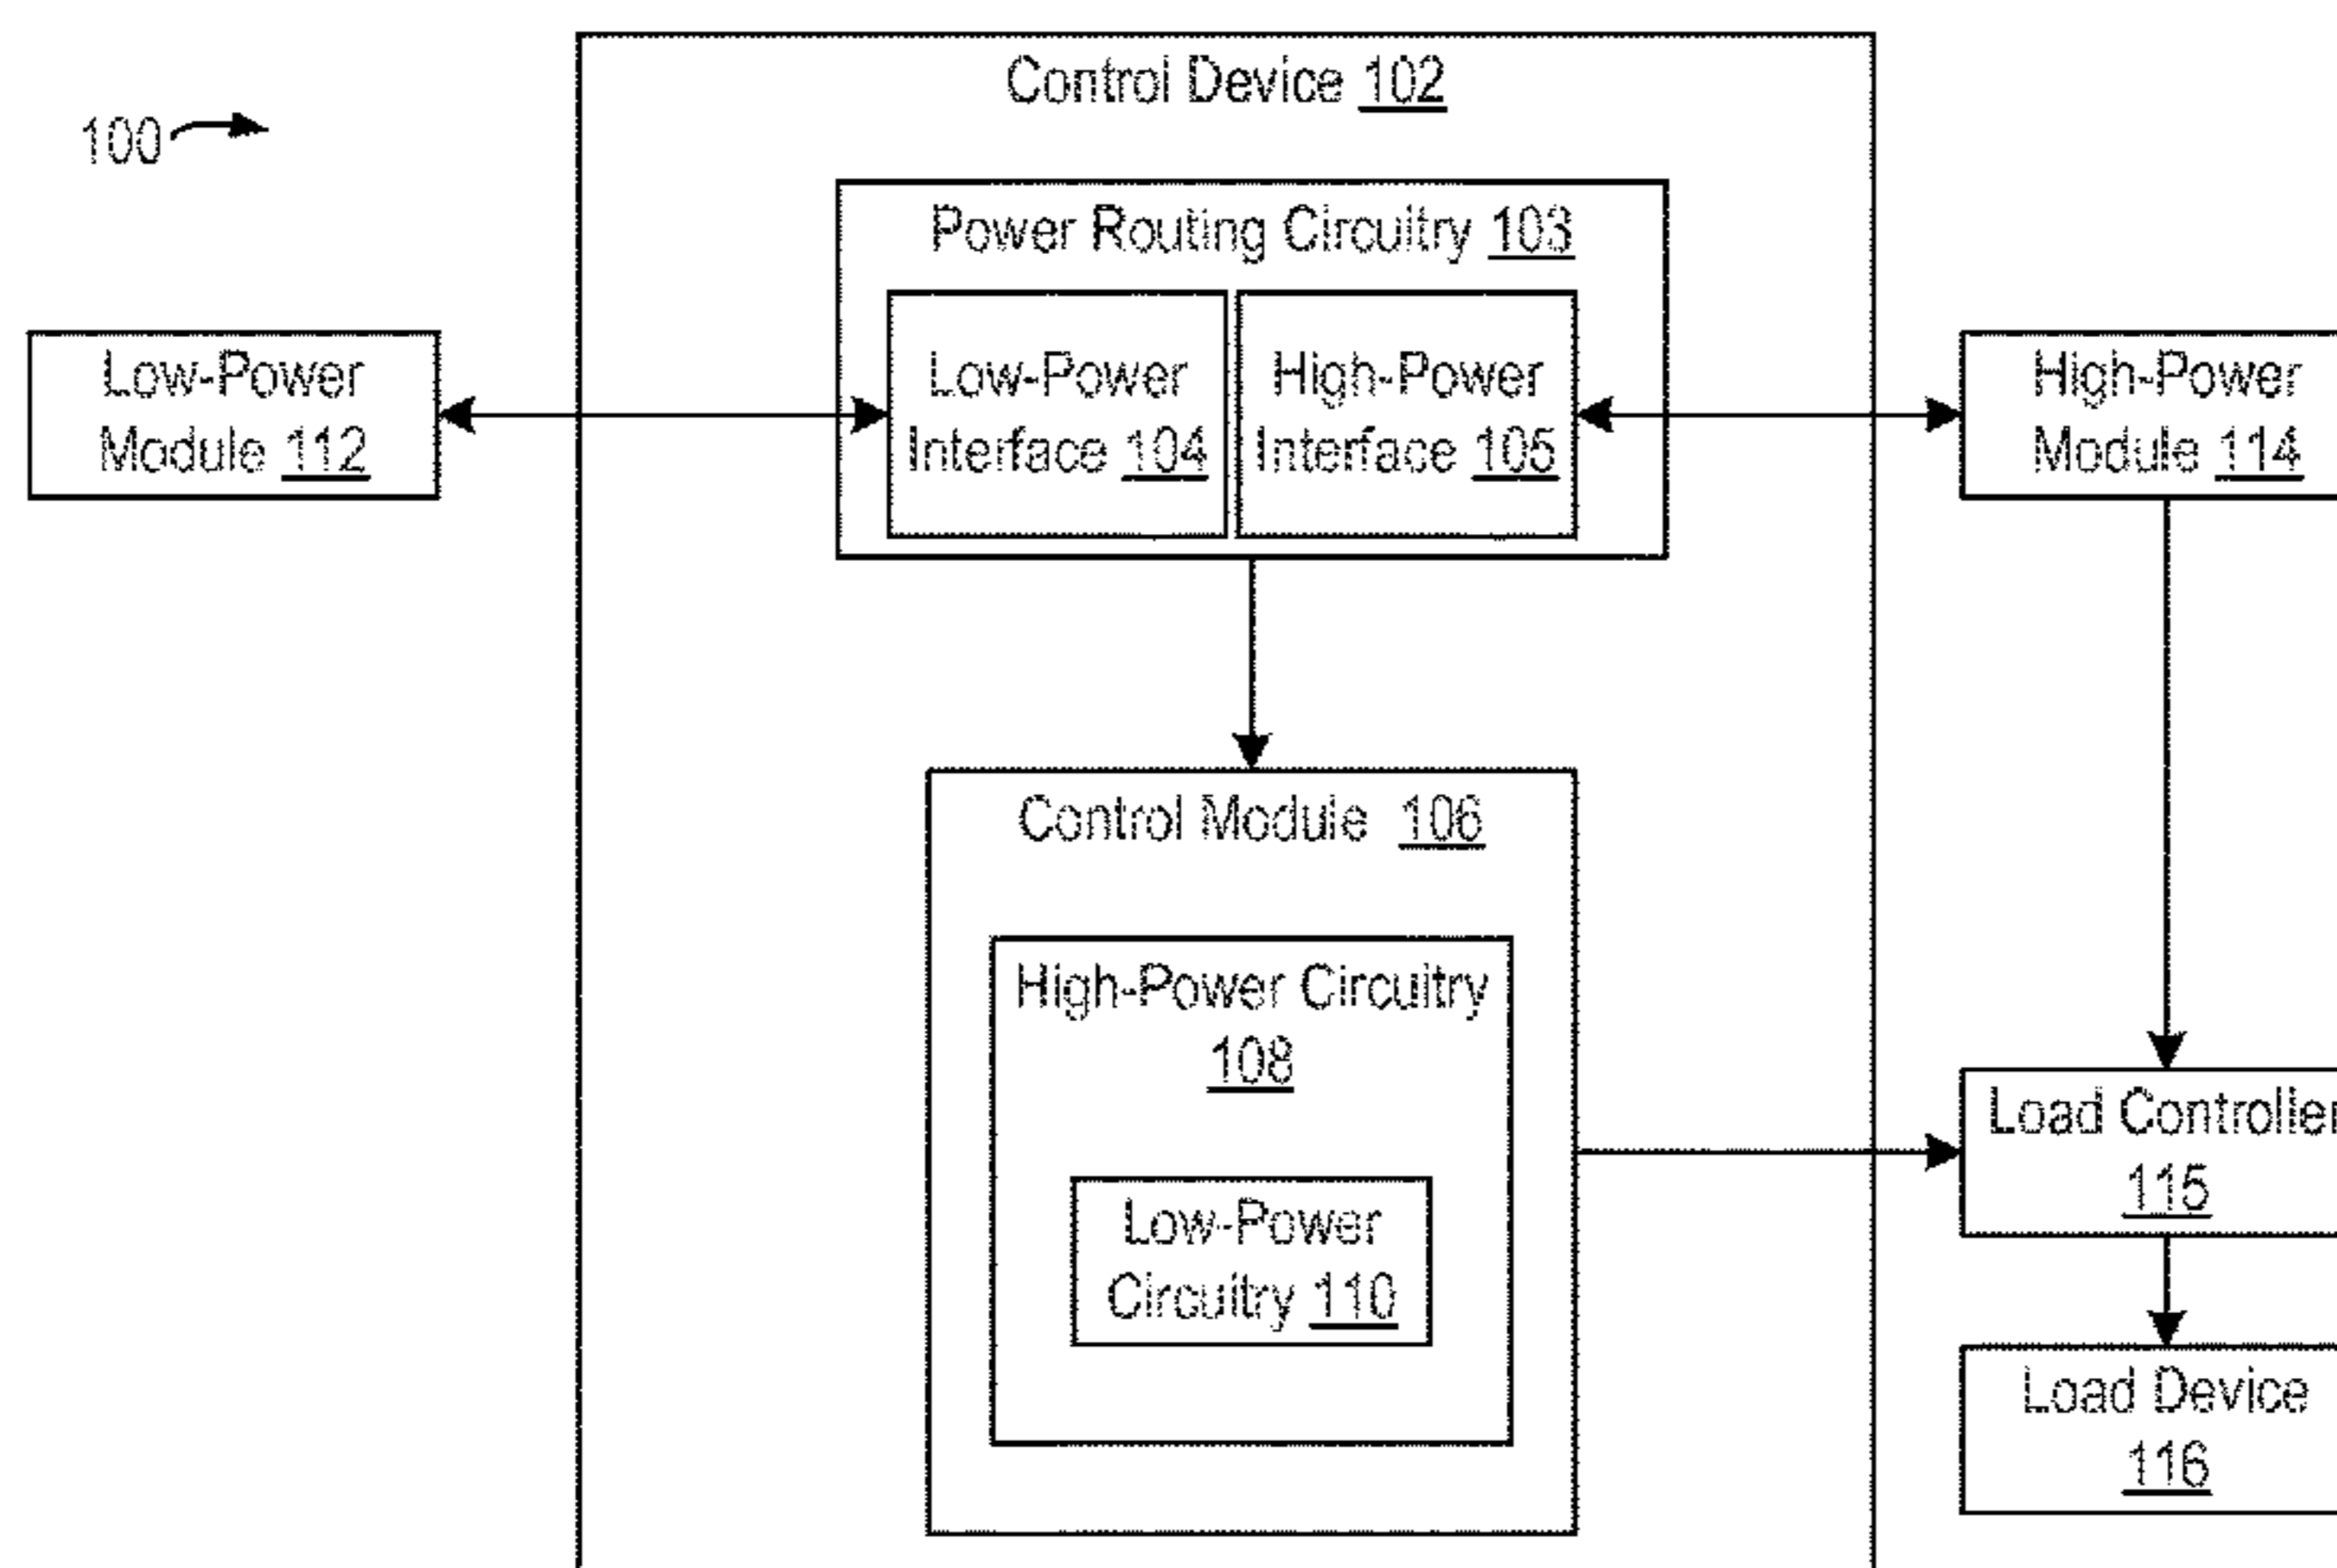 Control Device 102
100
Power Routing Circuitry 103
Low-Power
Module 112
Low-Power
Interface 104
High-Power
Interface 105
High-Power
Module 114
Control Module 106
High-Power Circuitry
108
Low-Power
Circuitry 110
Load Controller
115
Load Device
116